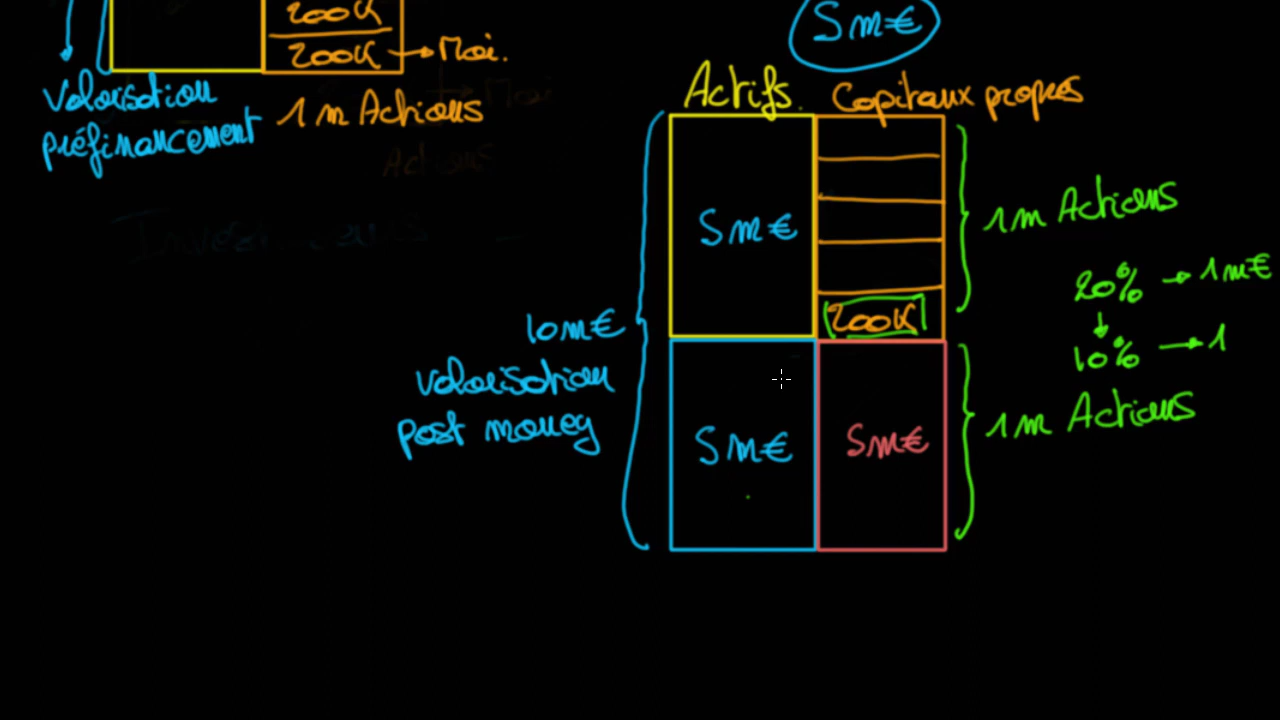 200K
200K → Moi.
Valorisation
préfinancement
1 m Actions
5m€
Actifs.
Capitaux propres
5m€
1m Actions
20% → 1m€
200K
10% → 1
10m€
Valorisation
post money
5m€
5m€
1m Actions